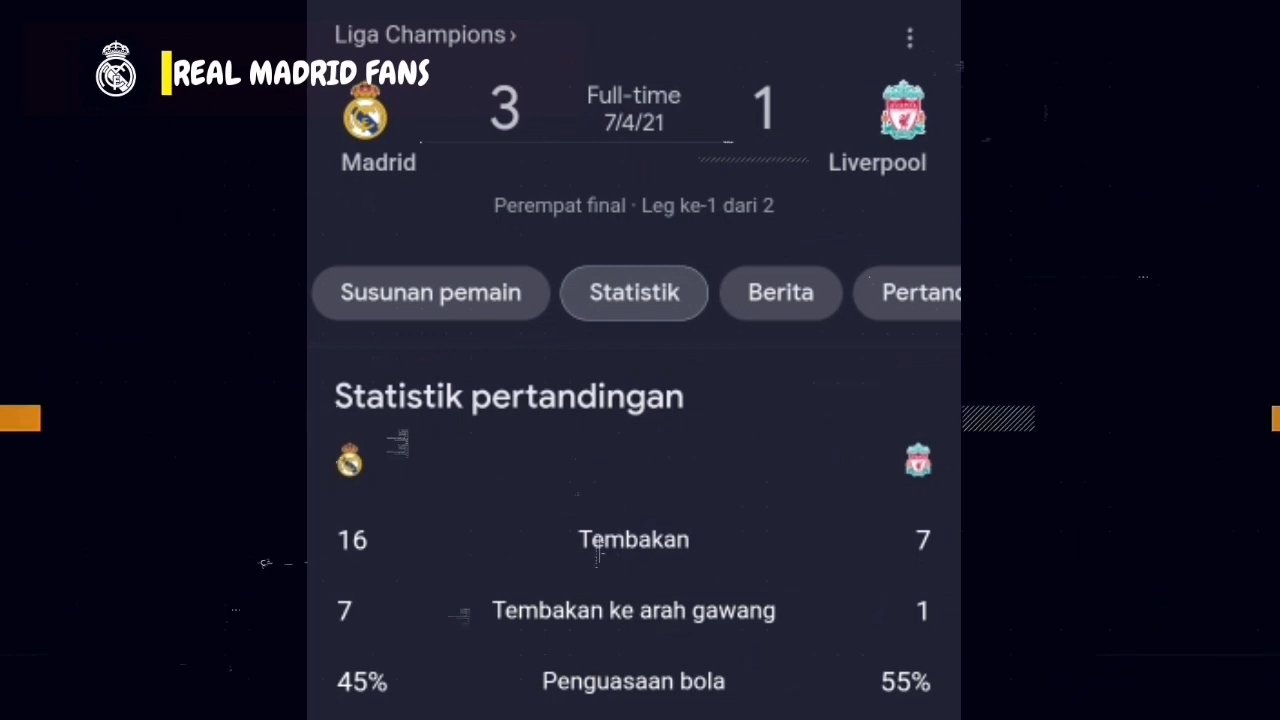 Liga Champions ›
REAL MADRID FANS
3 Full-time 1
7/4/21
Madrid Liverpool
Perempat final · Leg ke-1 dari 2
Susunan pemain Statistik Berita Pertand
Statistik pertandingan
16 Tembakan 7
7 Tembakan ke arah gawang 1
45% Penguasaan bola 55%